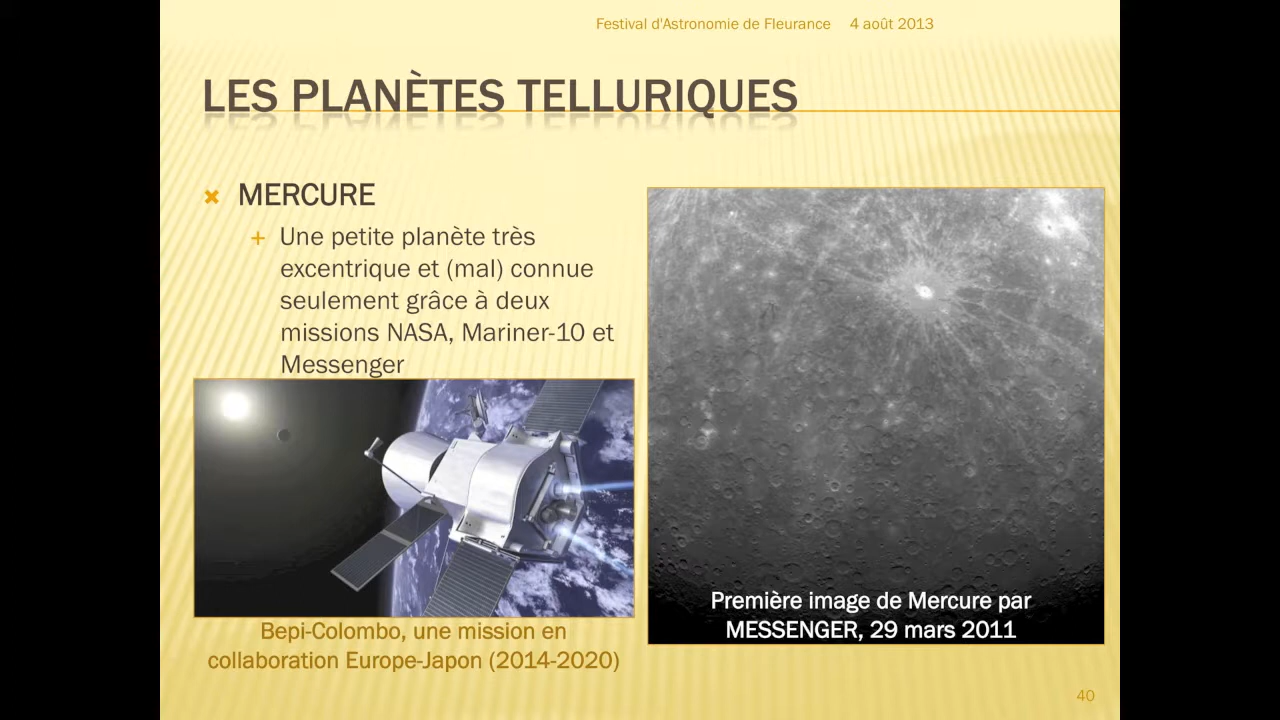 Festival d'Astronomie de Fleurance 4 août 2013
LES PLANÈTES TELLURIQUES
MERCURE
Une petite planète très
excentrique et (mal) connue
seulement grâce à deux
missions NASA, Mariner-10 et
Messenger
Bepi-Colombo, une mission en
collaboration Europe-Japon (2014-2020)
Première image de Mercure par
MESSENGER, 29 mars 2011
40